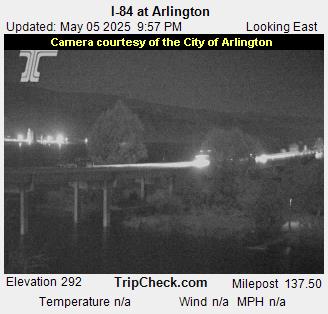 I-84 at Arlington
Updated: May 05 2025 9:57 PM Looking East
Camera courtesy of the City of Arlington
Elevation 292 TripCheck.com Milepost 137.50
Temperature n/a Wind n/a MPH n/a